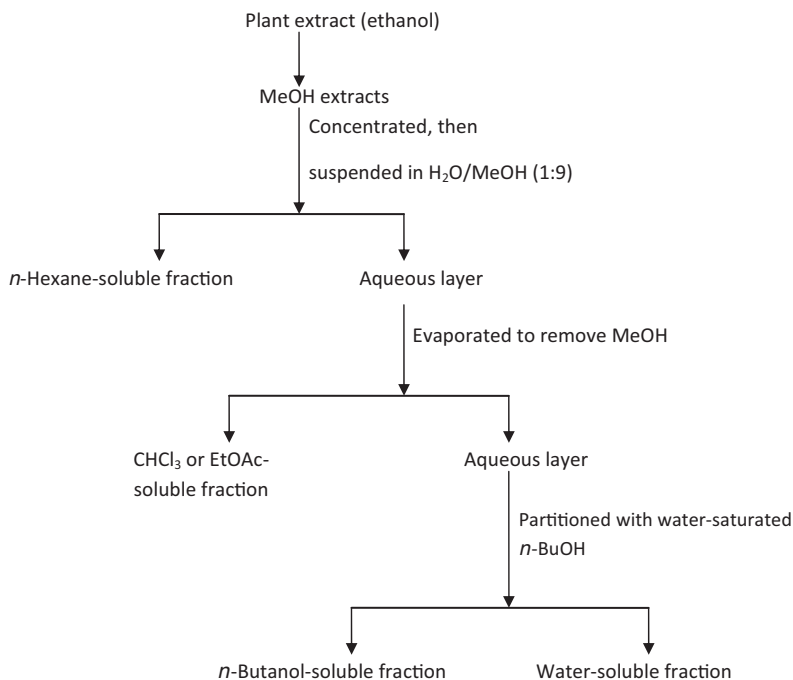 Plant extract (ethanol)
MeOH extracts
Concentrated, then
suspended in H₂O/MeOH (1:9)
n-Hexane-soluble fraction
Aqueous layer
Evaporated to remove MeOH
CHCl₃ or EtOAc-
soluble fraction
Aqueous layer
Partitioned with water-saturated
n-BuOH
n-Butanol-soluble fraction
Water-soluble fraction